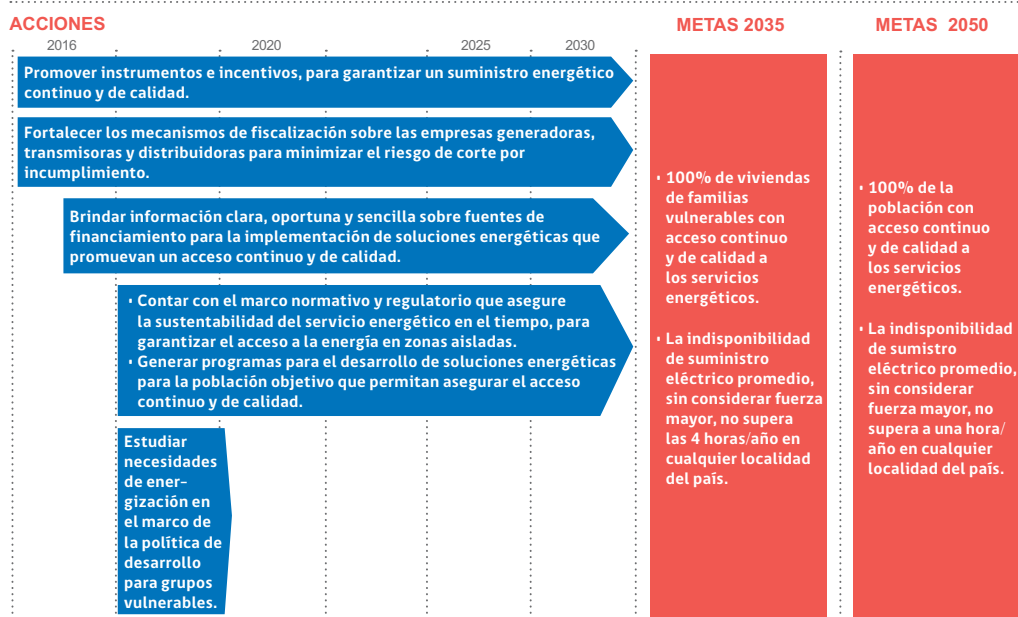 ACCIONES
METAS 2035
METAS 2050
2016
2020
2025
2030
Promover instrumentos e incentivos, para garantizar un suministro energético
continuo y de calidad.
Fortalecer los mecanismos de fiscalización sobre las empresas generadoras,
transmisoras y distribuidoras para minimizar el riesgo de corte por
incumplimiento.
Brindar información clara, oportuna y sencilla sobre fuentes de
financiamiento para la implementación de soluciones energéticas que
promuevan un acceso continuo y de calidad.
• Contar con el marco normativo y regulatorio que asegure
la sustentabilidad del servicio energético en el tiempo, para
garantizar el acceso a la energía en zonas aisladas.
• Generar programas para el desarrollo de soluciones energéticas
para la población objetivo que permitan asegurar el acceso
continuo y de calidad.
Estudiar
necesidades
de ener-
gización en
el marco de
la política de
desarrollo
para grupos
vulnerables.
• 100% de viviendas
de familias
vulnerables con
acceso continuo
y de calidad a
los servicios
energéticos.
• La indisponibilidad
de suministro
eléctrico promedio,
sin considerar fuerza
mayor, no supera
las 4 horas/año en
cualquier localidad
del país.
• 100% de la
población con
acceso continuo
y de calidad a
los servicios
energéticos.
• La indisponibilidad
de sumistro
eléctrico promedio,
sin considerar
fuerza mayor, no
supera a una hora/
año en cualquier
localidad del país.